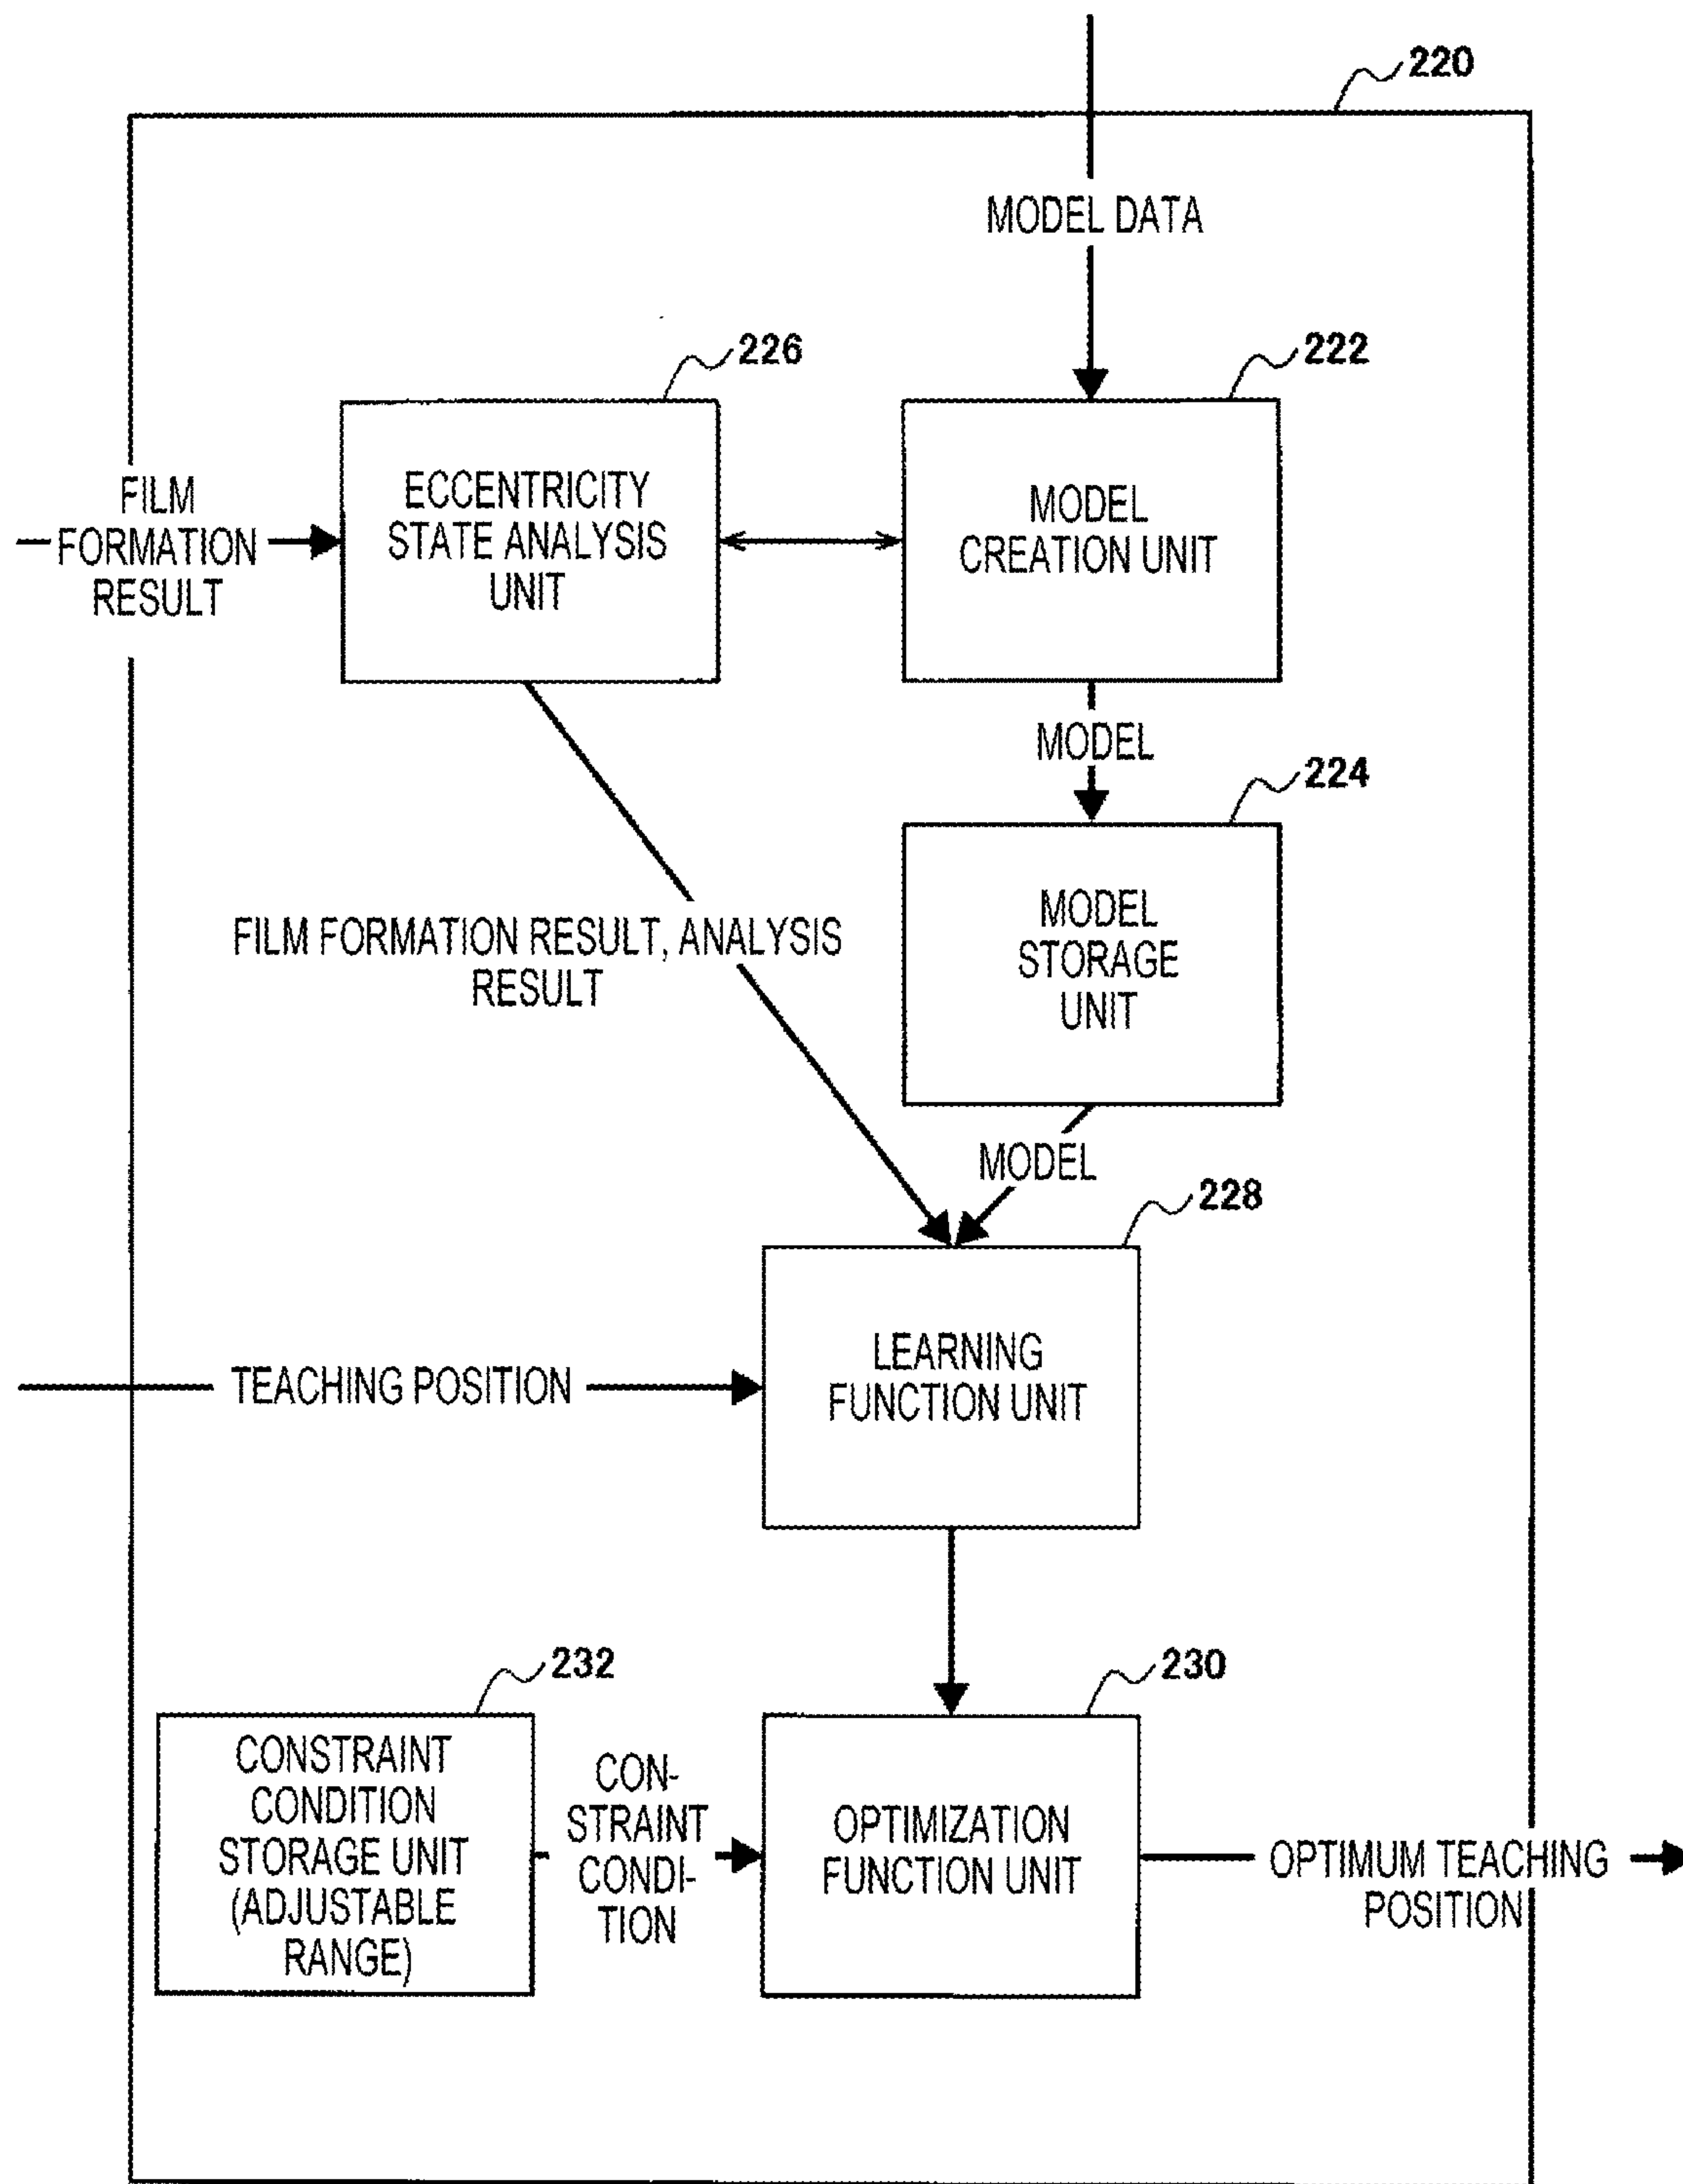 220
MODEL DATA
226
222
FILM
FORMATION
RESULT
ECCENTRICITY
STATE ANALYSIS
UNIT
MODEL
CREATION UNIT
MODEL
224
FILM FORMATION RESULT, ANALYSIS
RESULT
MODEL
STORAGE
UNIT
MODEL
228
TEACHING POSITION
LEARNING
FUNCTION UNIT
232
230
CONSTRAINT
CONDITION
STORAGE UNIT
(ADJUSTABLE
RANGE)
CON-
STRAINT
CONDI-
TION
OPTIMIZATION
FUNCTION UNIT
OPTIMUM TEACHING
POSITION